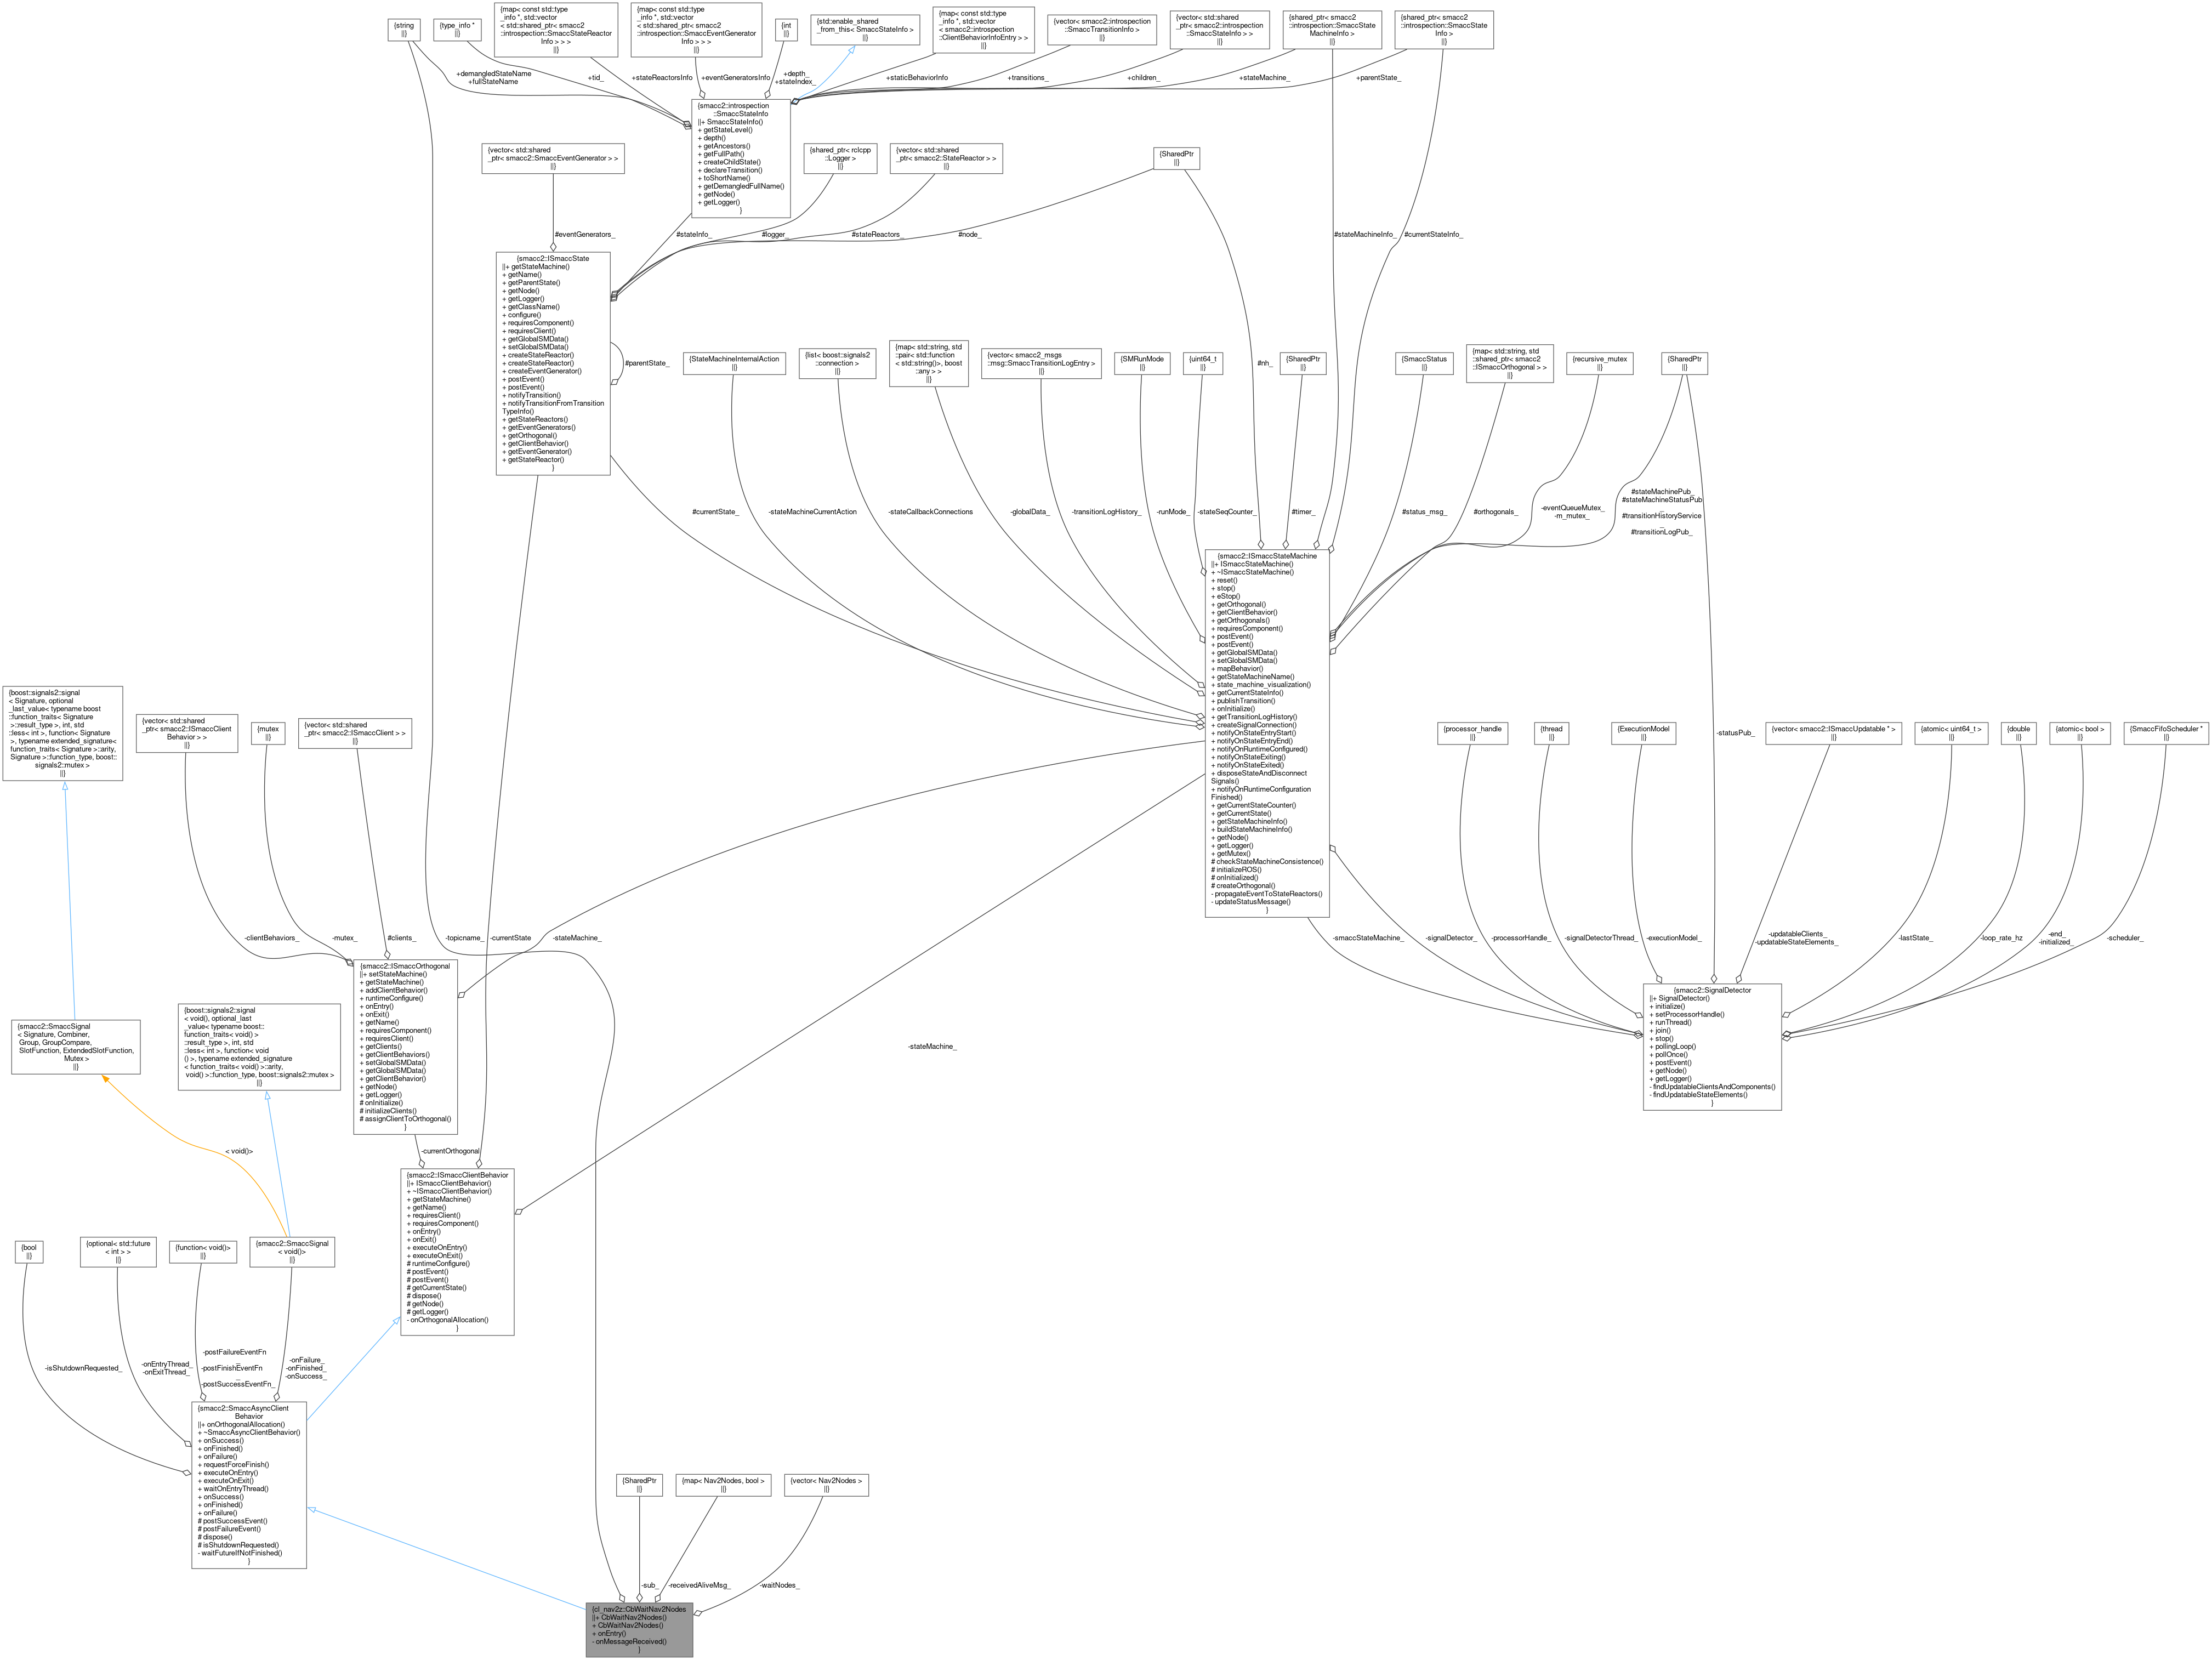 {string
||}
{type_info *
||}
{map< const std::type
_info *, std::vector
< std::shared_ptr< smacc2
::introspection::SmaccStateReactor
Info > > >
||}
{map< const std::type
_info *, std::vector
< std::shared_ptr< smacc2
::introspection::SmaccEventGenerator
Info > > >
||}
{int
||}
{std::enable_shared
_from_this< SmaccStateInfo >
||}
{map< const std::type
_info *, std::vector
< smacc2::introspection
::ClientBehaviorInfoEntry > >
||}
{vector< smacc2::introspection
::SmaccTransitionInfo >
||}
{vector< std::shared
_ptr< smacc2::introspection
::SmaccStateInfo > >
||}
{shared_ptr< smacc2
::introspection::SmaccState
MachineInfo >
||}
{shared_ptr< smacc2
::introspection::SmaccState
Info >
||}
+demangledStateName
+fullStateName
+tid_
+stateReactorsInfo
+eventGeneratorsInfo
+depth_
+stateIndex_
+staticBehaviorInfo
+transitions_
+children_
+stateMachine_
+parentState_
{smacc2::introspection
::SmaccStateInfo
||+ SmaccStateInfo()
+ getStateLevel()
+ depth()
+ getAncestors()
+ getFullPath()
+ createChildState()
+ declareTransition()
+ toShortName()
+ getDemangledFullName()
+ getNode()
+ getLogger()
}
{vector< std::shared
_ptr< smacc2::SmaccEventGenerator > >
||}
{shared_ptr< rclcpp
::Logger >
||}
{vector< std::shared
_ptr< smacc2::StateReactor > >
||}
{SharedPtr
||}
#eventGenerators_
#stateInfo_
#logger_
#stateReactors_
#node_
#stateMachineInfo_
#currentStateInfo_
{smacc2::ISmaccState
||+ getStateMachine()
+ getName()
+ getParentState()
+ getNode()
+ getLogger()
+ getClassName()
+ configure()
+ requiresComponent()
+ requiresClient()
+ getGlobalSMData()
+ setGlobalSMData()
+ createStateReactor()
+ createStateReactor()
+ createEventGenerator()
+ postEvent()
+ postEvent()
+ notifyTransition()
+ notifyTransitionFromTransition
TypeInfo()
+ getStateReactors()
+ getEventGenerators()
+ getOrthogonal()
+ getClientBehavior()
+ getEventGenerator()
+ getStateReactor()
}
#parentState_
{StateMachineInternalAction
||}
{list< boost::signals2
::connection >
||}
{map< std::string, std
::pair< std::function
< std::string()>, boost
::any > >
||}
{vector< smacc2_msgs
::msg::SmaccTransitionLogEntry >
||}
{SMRunMode
||}
{uint64_t
||}
#nh_
{SharedPtr
||}
{SmaccStatus
||}
{map< std::string, std
::shared_ptr< smacc2
::ISmaccOrthogonal > >
||}
{recursive_mutex
||}
{SharedPtr
||}
#currentState_
-stateMachineCurrentAction
-stateCallbackConnections
-globalData_
-transitionLogHistory_
-runMode_
-stateSeqCounter_
#timer_
#status_msg_
#orthogonals_
-eventQueueMutex_
-m_mutex_
#stateMachinePub_
#stateMachineStatusPub
_
#transitionHistoryService
_
#transitionLogPub_
{smacc2::ISmaccStateMachine
||+ ISmaccStateMachine()
+ ~ISmaccStateMachine()
+ reset()
+ stop()
+ eStop()
+ getOrthogonal()
+ getClientBehavior()
+ getOrthogonals()
+ requiresComponent()
+ postEvent()
+ postEvent()
+ getGlobalSMData()
+ setGlobalSMData()
+ mapBehavior()
+ getStateMachineName()
+ state_machine_visualization()
+ getCurrentStateInfo()
+ publishTransition()
+ onInitialize()
+ getTransitionLogHistory()
+ createSignalConnection()
+ notifyOnStateEntryStart()
+ notifyOnStateEntryEnd()
+ notifyOnRuntimeConfigured()
+ notifyOnStateExiting()
+ notifyOnStateExited()
+ disposeStateAndDisconnect
Signals()
+ notifyOnRuntimeConfiguration
Finished()
+ getCurrentStateCounter()
+ getCurrentState()
+ getStateMachineInfo()
+ buildStateMachineInfo()
+ getNode()
+ getLogger()
+ getMutex()
# checkStateMachineConsistence()
# initializeROS()
# onInitialized()
# createOrthogonal()
- propagateEventToStateReactors()
- updateStatusMessage()
}
{boost::signals2::signal
< Signature, optional
_last_value< typename boost
::function_traits< Signature
>::result_type >, int, std
::less< int >, function< Signature
>, typename extended_signature<
function_traits< Signature >::arity,
Signature >::function_type, boost::
signals2::mutex >
||}
{vector< std::shared
_ptr< smacc2::ISmaccClient
Behavior > >
||}
{mutex
||}
{vector< std::shared
_ptr< smacc2::ISmaccClient > >
||}
{processor_handle
||}
{thread
||}
{ExecutionModel
||}
-statusPub_
{vector< smacc2::ISmaccUpdatable * >
||}
{atomic< uint64_t >
||}
{double
||}
{atomic< bool >
||}
{SmaccFifoScheduler *
||}
-clientBehaviors_
-mutex_
#clients_
-topicname_
-currentState
-stateMachine_
-smaccStateMachine_
-signalDetector_
-processorHandle_
-signalDetectorThread_
-executionModel_
-updatableClients_
-updatableStateElements_
-lastState_
-loop_rate_hz
-end_
-initialized_
-scheduler_
{smacc2::ISmaccOrthogonal
||+ setStateMachine()
+ getStateMachine()
+ addClientBehavior()
+ runtimeConfigure()
+ onEntry()
+ onExit()
+ getName()
+ requiresComponent()
+ requiresClient()
+ getClients()
+ getClientBehaviors()
+ setGlobalSMData()
+ getGlobalSMData()
+ getClientBehavior()
+ getNode()
+ getLogger()
# onInitialize()
# initializeClients()
# assignClientToOrthogonal()
}
{smacc2::SignalDetector
||+ SignalDetector()
+ initialize()
+ setProcessorHandle()
+ runThread()
+ join()
+ stop()
+ pollingLoop()
+ pollOnce()
+ postEvent()
+ getNode()
+ getLogger()
- findUpdatableClientsAndComponents()
- findUpdatableStateElements()
}
{smacc2::SmaccSignal
< Signature, Combiner,
Group, GroupCompare,
SlotFunction, ExtendedSlotFunction,
Mutex >
||}
{boost::signals2::signal
< void(), optional_last
_value< typename boost::
function_traits< void() >
::result_type >, int, std
::less< int >, function< void
() >, typename extended_signature
< function_traits< void() >::arity,
void() >::function_type, boost::signals2::mutex >
||}
-stateMachine_
< void()>
-currentOrthogonal
{smacc2::ISmaccClientBehavior
||+ ISmaccClientBehavior()
+ ~ISmaccClientBehavior()
+ getStateMachine()
+ getName()
+ requiresClient()
+ requiresComponent()
+ onEntry()
+ onExit()
+ executeOnEntry()
+ executeOnExit()
# runtimeConfigure()
# postEvent()
# postEvent()
# getCurrentState()
# dispose()
# getNode()
# getLogger()
- onOrthogonalAllocation()
}
{bool
||}
{optional< std::future
< int > >
||}
{function< void()>
||}
{smacc2::SmaccSignal
< void()>
||}
-isShutdownRequested_
-onEntryThread_
-onExitThread_
-postFailureEventFn
_
-postFinishEventFn
_
-postSuccessEventFn_
-onFailure_
-onFinished_
-onSuccess_
{smacc2::SmaccAsyncClient
Behavior
||+ onOrthogonalAllocation()
+ ~SmaccAsyncClientBehavior()
+ onSuccess()
+ onFinished()
+ onFailure()
+ requestForceFinish()
+ executeOnEntry()
+ executeOnExit()
+ waitOnEntryThread()
+ onSuccess()
+ onFinished()
+ onFailure()
# postSuccessEvent()
# postFailureEvent()
# dispose()
# isShutdownRequested()
- waitFutureIfNotFinished()
}
{SharedPtr
||}
{map< Nav2Nodes, bool >
||}
{vector< Nav2Nodes >
||}
-sub_
-receivedAliveMsg_
-waitNodes_
{cl_nav2z::CbWaitNav2Nodes
||+ CbWaitNav2Nodes()
+ CbWaitNav2Nodes()
+ onEntry()
- onMessageReceived()
}